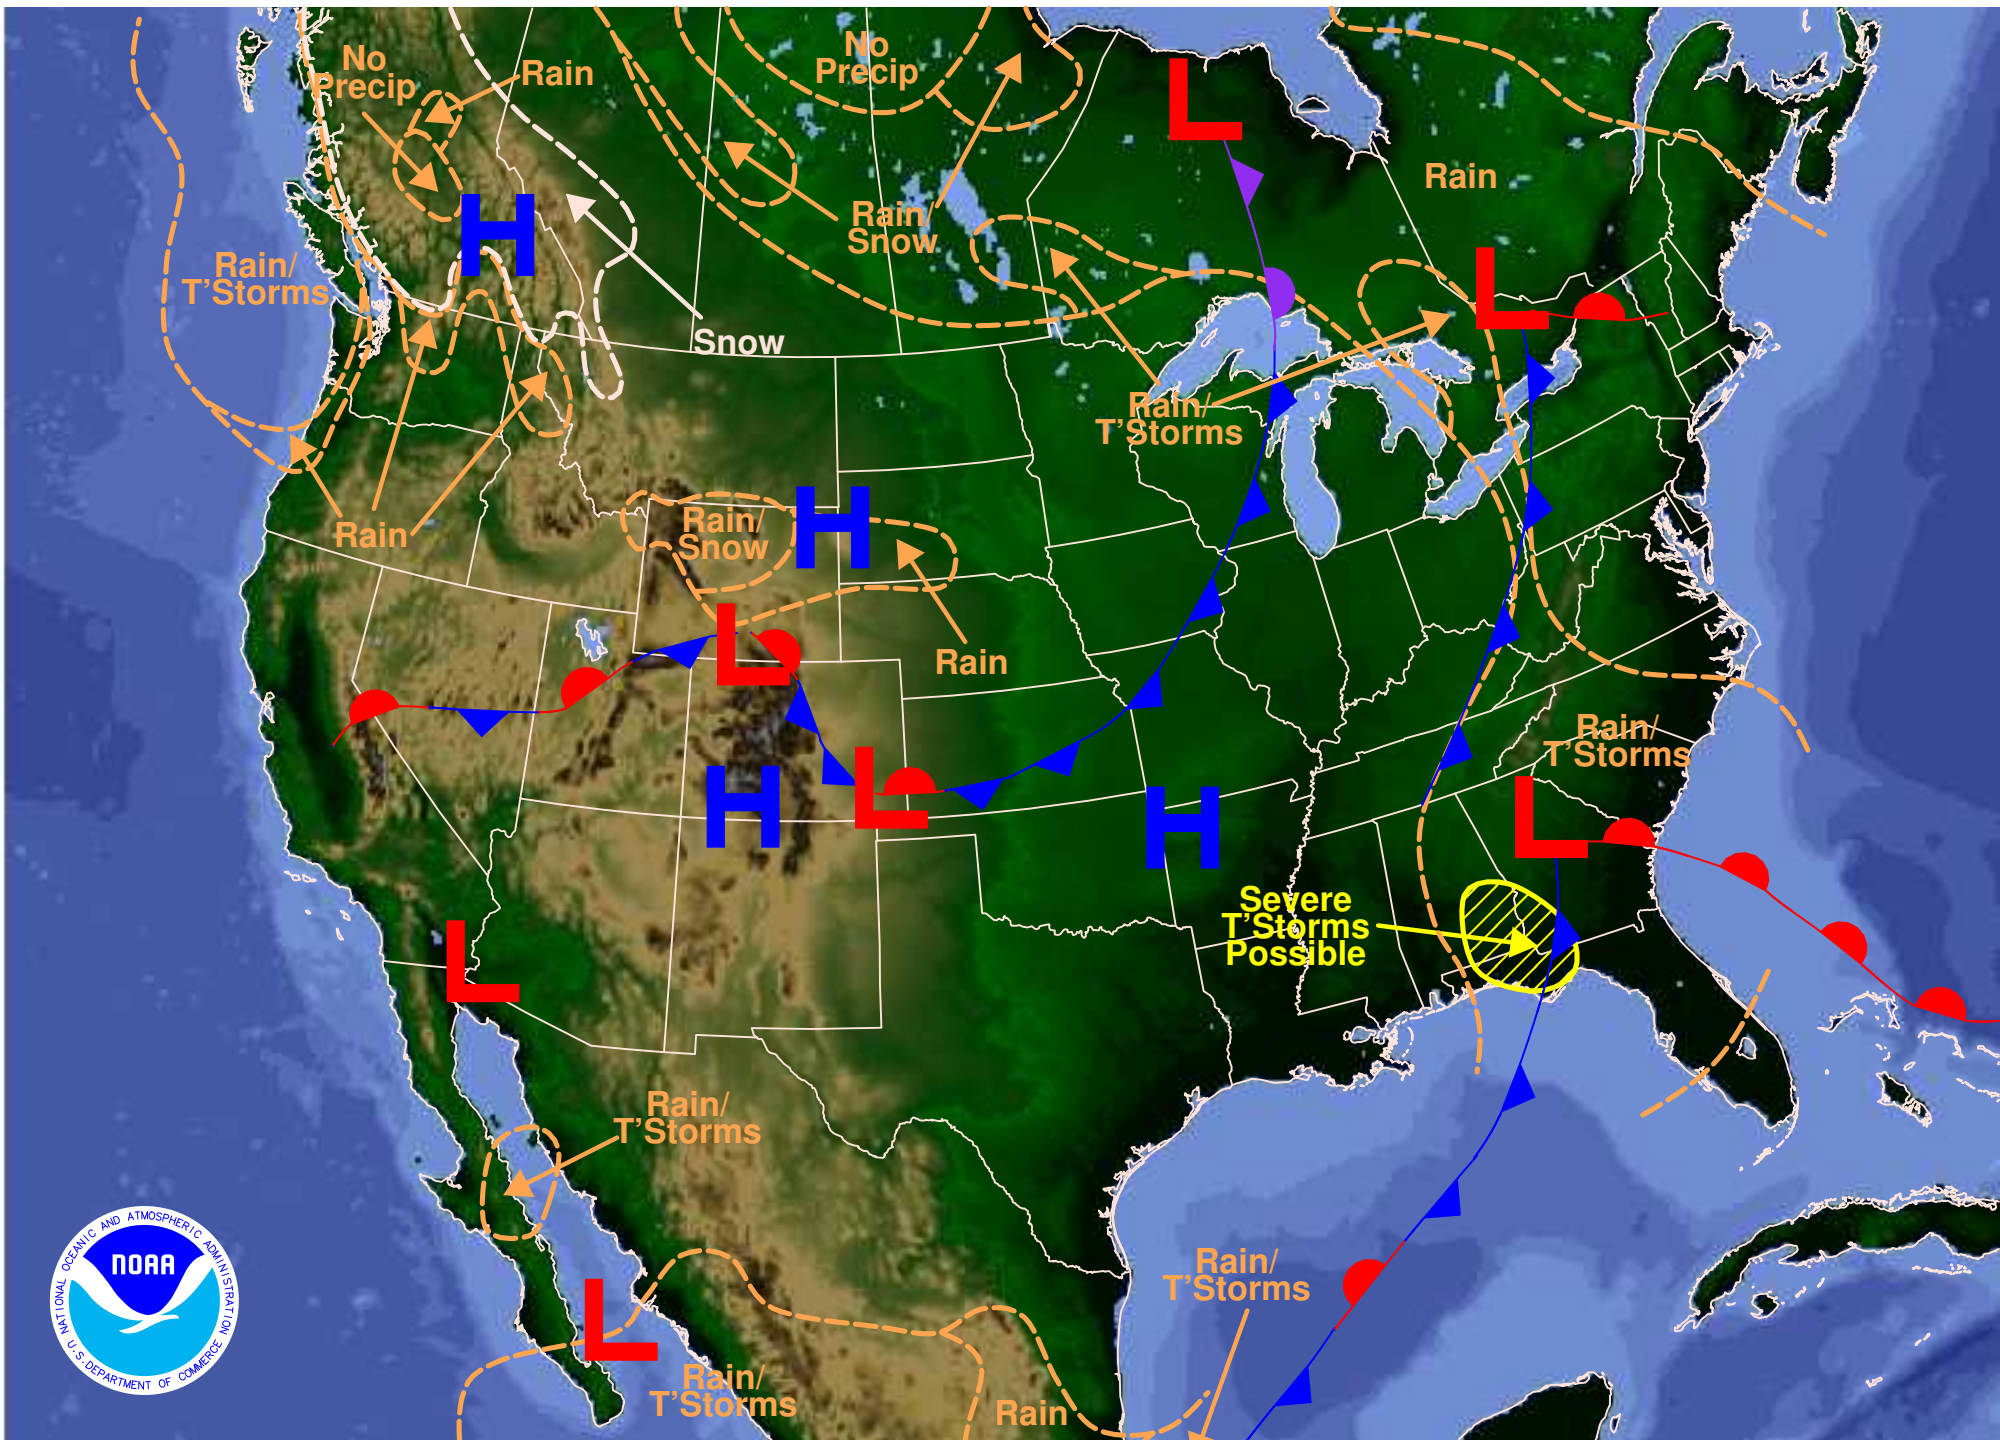 No
Precip
Rain
No
Precip
L
Rain
Rain/
Snow
H
Rain/
T'Storms
L
Snow
Rain/
T'Storms
Rain
Rain/
Snow
H
L
Rain
Rain/
T'Storms
H
L
H
L
Severe
T'Storms
Possible
L
Rain/
T'Storms
NATIONAL OCEANIC AND ATMOSPHERIC ADMINISTRATION
NOAA
U.S. DEPARTMENT OF COMMERCE
L
Rain/
T'Storms
Rain/
T'Storms
Rain